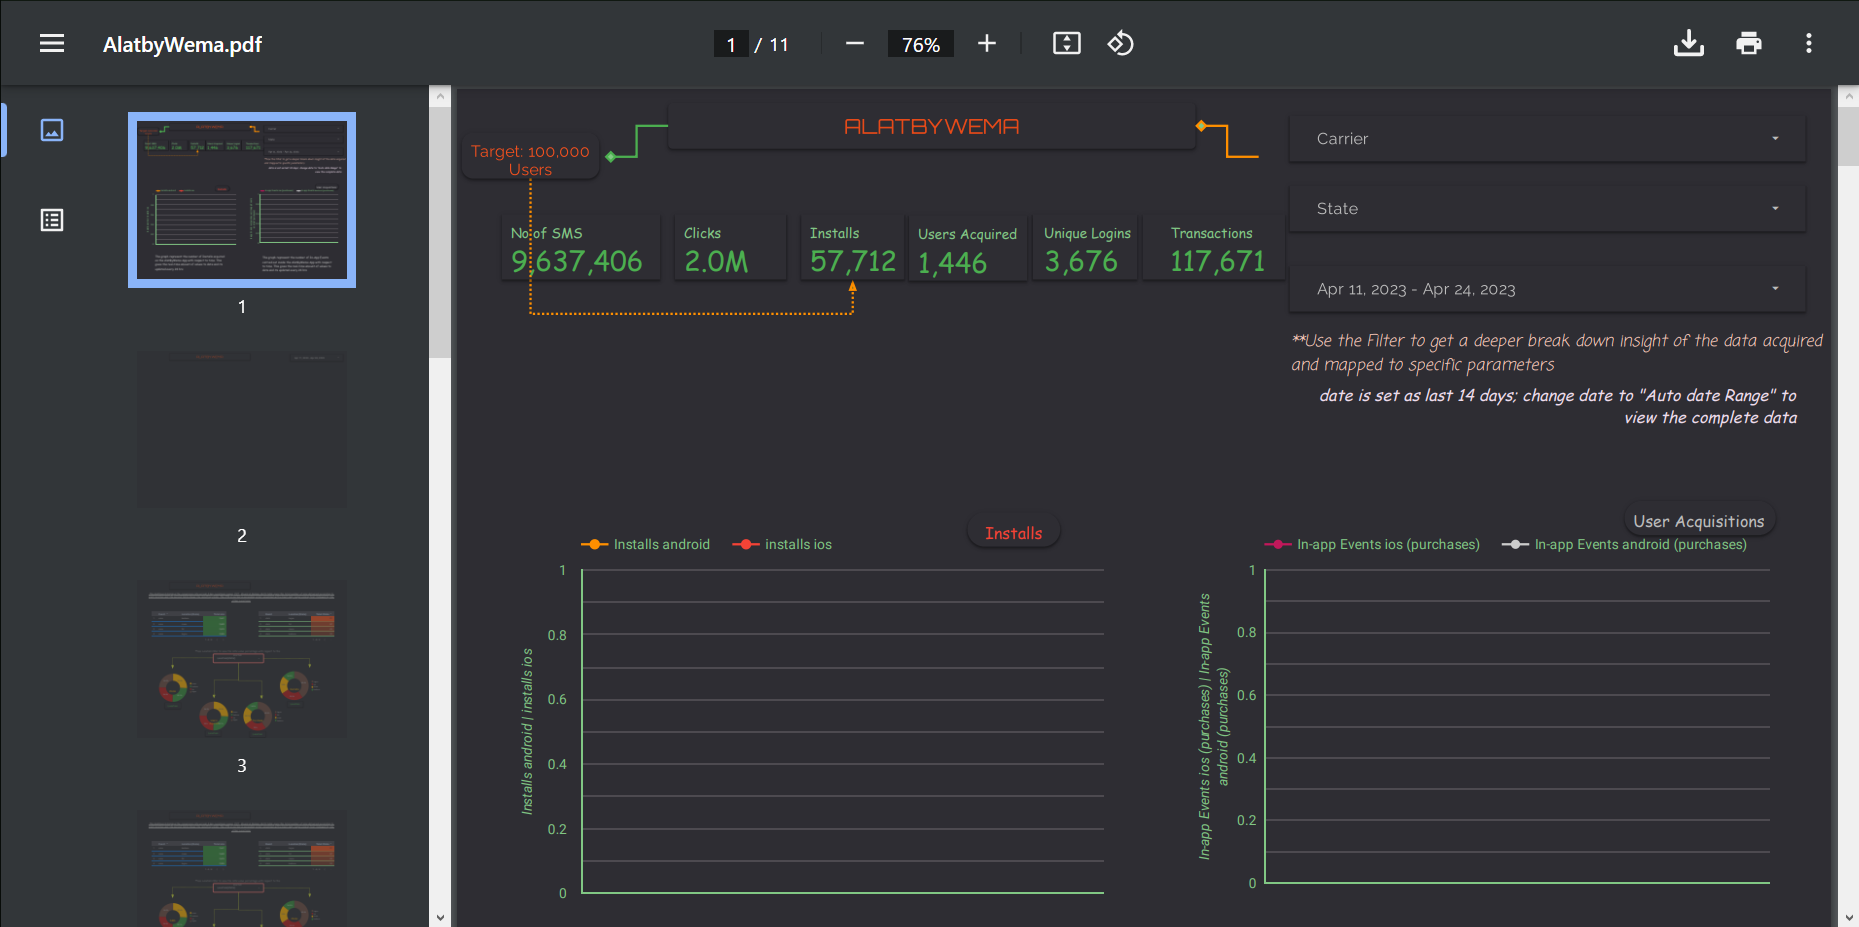 AlatbyWema.pdf
1 / 11
76%
1
2
3
ALATBYWEMA
Target: 100,000
Users
No of SMS
9,637,406
Clicks
2.0M
Installs
57,712
Users Acquired
1,446
Unique Logins
3,676
Transactions
117,671
Carrier
State
Apr 11, 2023 - Apr 24, 2023
**Use the Filter to get a deeper break down insight of the data acquired
and mapped to specific parameters
date is set as last 14 days; change date to "Auto date Range" to
view the complete data
Installs
Installs android
installs ios
1
0.8
0.6
0.4
0.2
0
Installs android | installs ios
User Acquisitions
In-app Events ios (purchases)
In-app Events android (purchases)
1
0.8
0.6
0.4
0.2
0
In-app Events ios (purchases) | In-app Events
android (purchases)